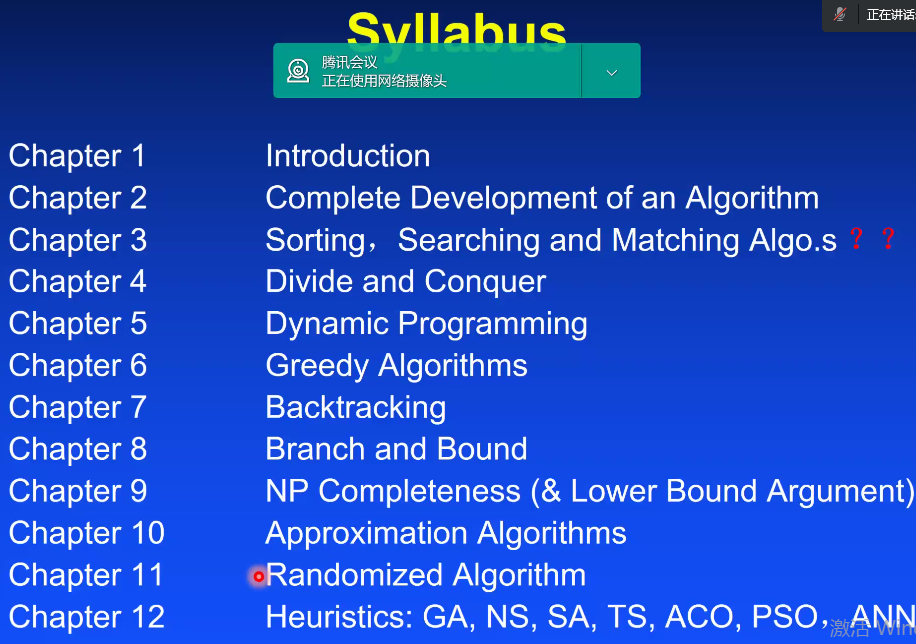 正在讲话
Syllabus
腾讯会议
正在使用网络摄像头
Chapter 1 Introduction
Chapter 2 Complete Development of an Algorithm
Chapter 3 Sorting，Searching and Matching Algo.s ？？
Chapter 4 Divide and Conquer
Chapter 5 Dynamic Programming
Chapter 6 Greedy Algorithms
Chapter 7 Backtracking
Chapter 8 Branch and Bound
Chapter 9 NP Completeness (& Lower Bound Argument)
Chapter 10 Approximation Algorithms
Chapter 11 Randomized Algorithm
Chapter 12 Heuristics: GA, NS, SA, TS, ACO, PSO，ANN
激活 Win